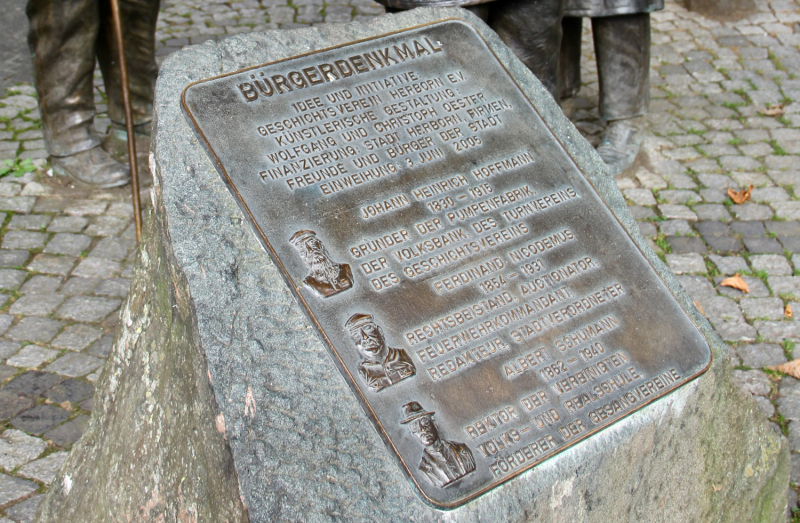 BÜRGERDENKMAL
IDEE UND INITIATIVE
GESCHICHTSVEREIN HERBORN E.V
KÜNSTLERISCHE GESTALTUNG:
WOLFGANG UND CHRISTOPH OESTER
FINANZIERUNG: STADT HERBORN, FIRMEN,
FREUNDE UND BÜRGER DER STADT
EINWEIHUNG: 3. JUNI 2005
JOHANN HEINRICH HOFFMANN
1830 - 1915
GRÜNDER DER PUMPENFABRIK
DER VOLKSBANK DES TURNVEREINS
DES GESCHICHTSVEREINS
FERDINAND NICODEMUS
1854 - 1931
RECHTSBEISTAND, AUCTIONATOR
FEUERWEHRKOMMANDANT
REDAKTEUR, STADTVERORDNETER
ALBERT SCHUMANN
1862 - 1940
REKTOR DER VEREINIGTEN
VOLKS- UND REALSCHULE
FÖRDERER DER GESANGVEREINE